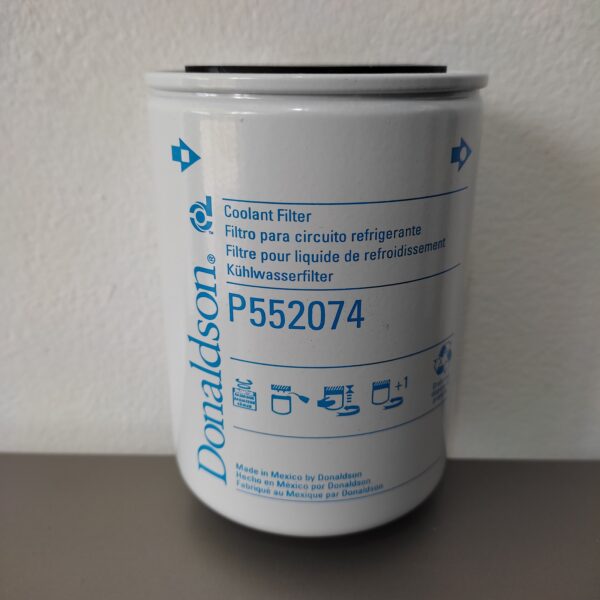 Donaldson®
Coolant Filter
Filtro para circuito refrigerante
Filtre pour liquide de refroidissement
Kühlwasserfilter
P552074
+1
Made in Mexico by Donaldson
Hecho en México por Donaldson
Fabriqué au Mexique par Donaldson